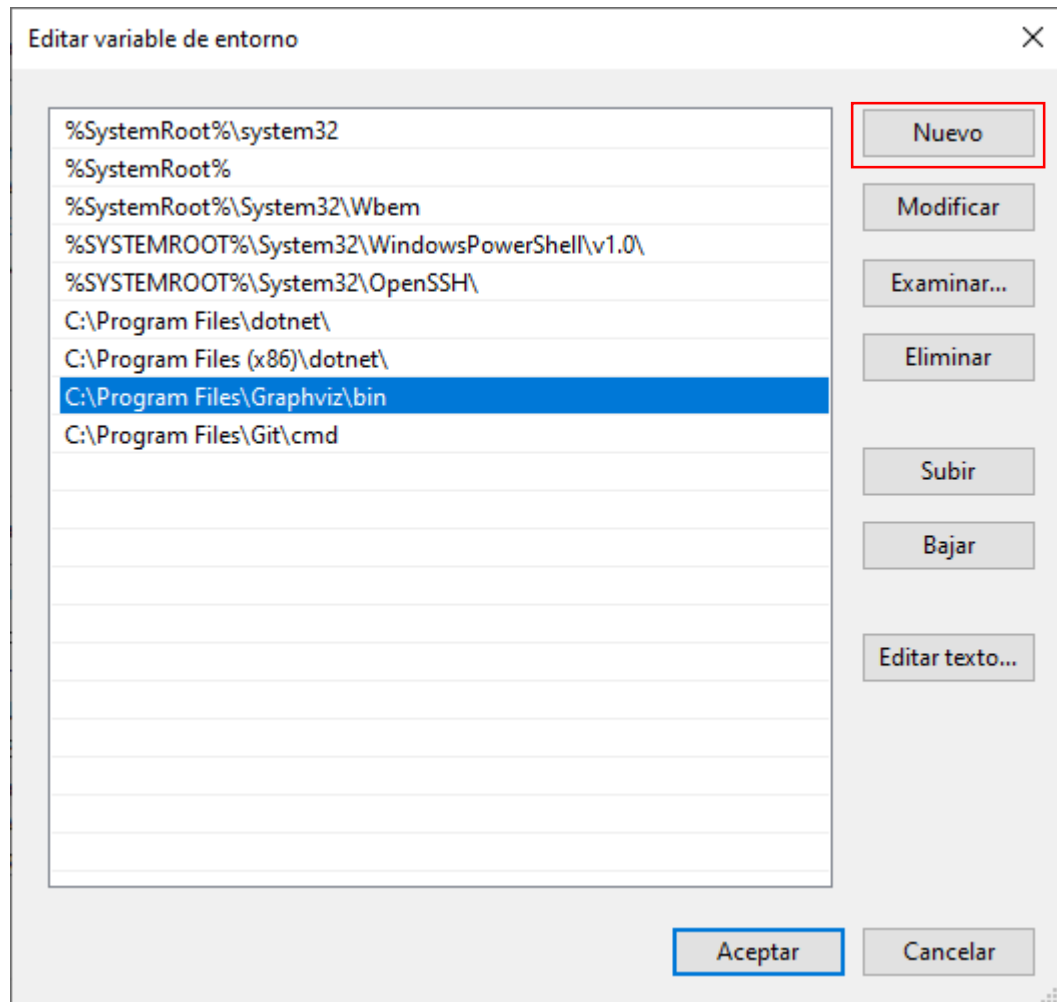 Editar variable de entorno
%SystemRoot%\system32
%SystemRoot%
%SystemRoot%\System32\Wbem
%SYSTEMROOT%\System32\WindowsPowerShell\v1.0\
%SYSTEMROOT%\System32\OpenSSH\
C:\Program Files\dotnet\
C:\Program Files (x86)\dotnet\
C:\Program Files\Graphviz\bin
C:\Program Files\Git\cmd
Nuevo
Modificar
Examinar...
Eliminar
Subir
Bajar
Editar texto...
Aceptar
Cancelar